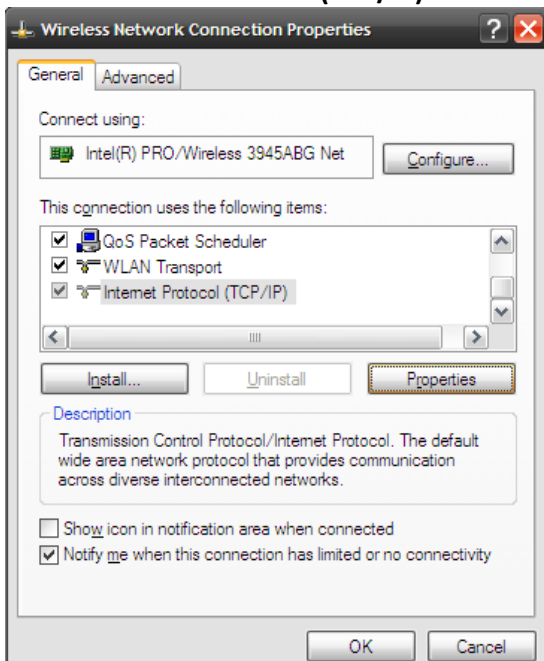 Wireless Network Connection Properties
General Advanced
Connect using:
Intel(R) PRO/Wireless 3945ABG Net Configure...
This connection uses the following items:
QoS Packet Scheduler
WLAN Transport
Internet Protocol (TCP/IP)
Install... Uninstall Properties
Description
Transmission Control Protocol/Internet Protocol. The default
wide area network protocol that provides communication
across diverse interconnected networks.
Show icon in notification area when connected
Notify me when this connection has limited or no connectivity
OK Cancel